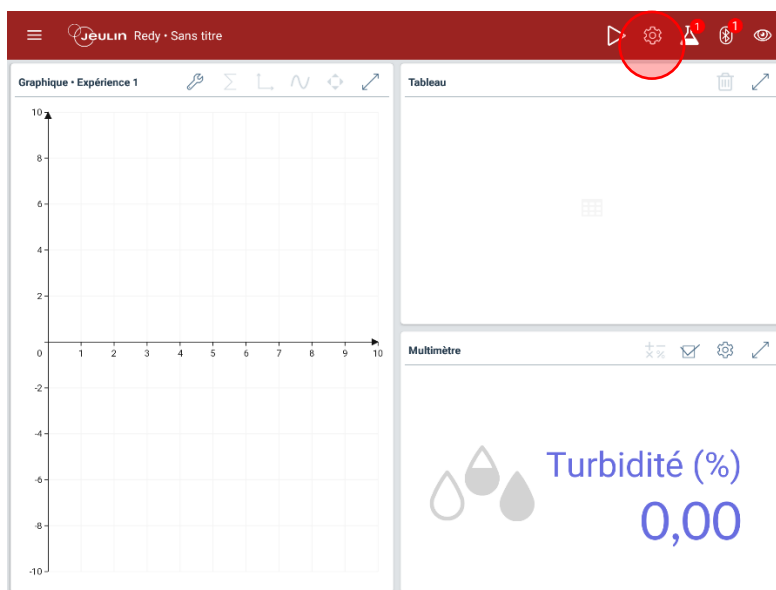 Jeulin Redy • Sans titre
1
1
Graphique • Expérience 1
Tableau
10
8
6
4
2
0
1 2 3 4 5 6 7 8 9 10
-2
-4
-6
-8
-10
Multimètre
Turbidité (%)
0,00